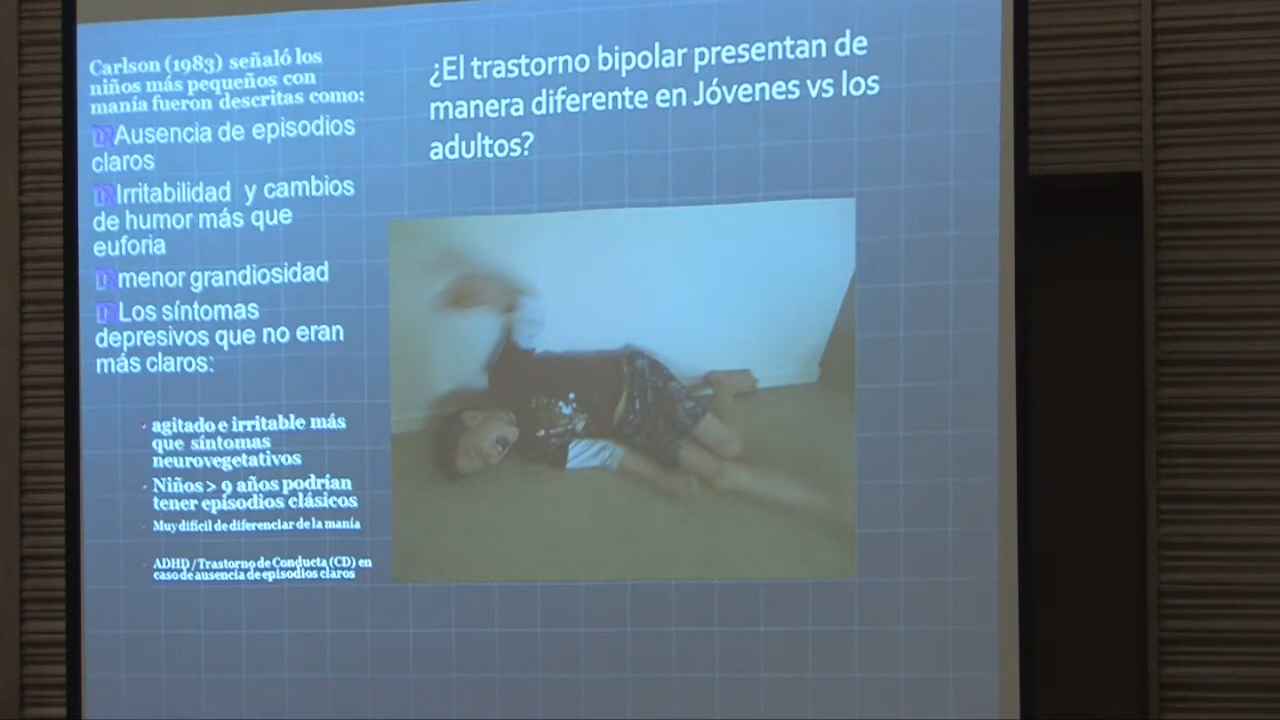 Carlson (1983) señaló los
niños más pequeños con
manía fueron descritas como:
Ausencia de episodios
claros
Irritabilidad y cambios
de humor más que
euforia
menor grandiosidad
Los síntomas
depresivos que no eran
más claros:
agitado e irritable más
que síntomas
neurovegetativos
Niños > 9 años podrían
tener episodios clásicos
Muy difícil de diferenciar de la manía
ADHD / Trastorno de Conducta (CD) en
caso de ausencia de episodios claros
¿El trastorno bipolar presentan de
manera diferente en Jóvenes vs los
adultos?